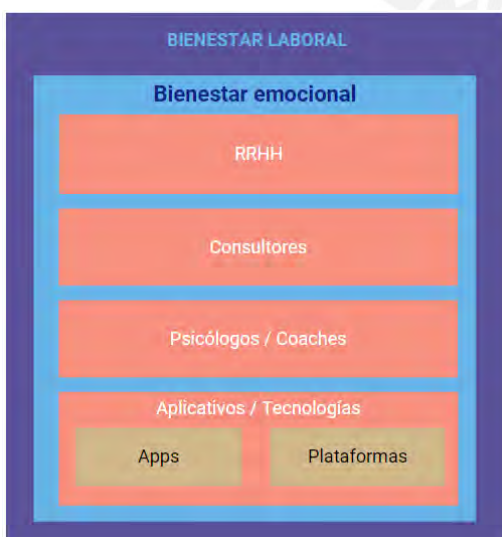 BIENESTAR LABORAL
Bienestar emocional
RRHH
Consultores
Psicólogos / Coaches
Aplicativos / Tecnologías
Apps
Plataformas